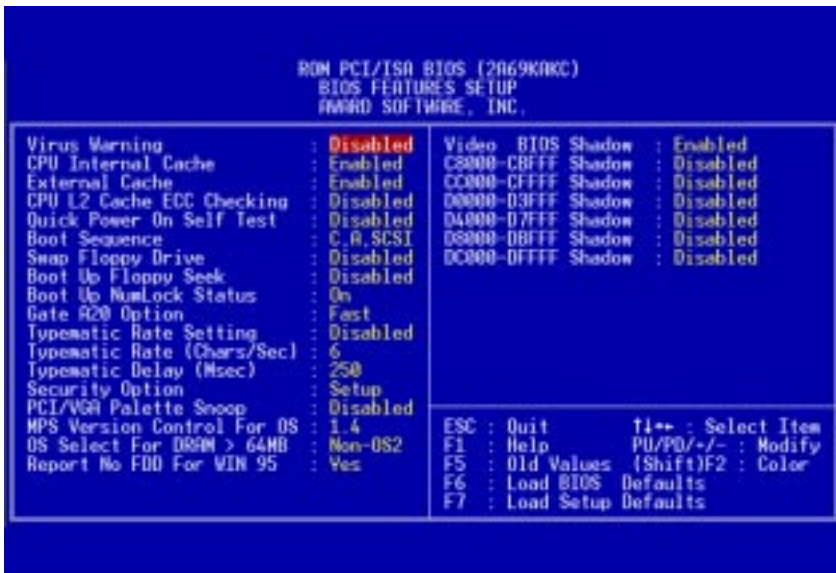 ROM PCI/ISA BIOS (2A69KAKC)
BIOS FEATURES SETUP
AWARD SOFTWARE, INC.
Virus Warning : Disabled
CPU Internal Cache : Enabled
External Cache : Enabled
CPU L2 Cache ECC Checking : Disabled
Quick Power On Self Test : Disabled
Boot Sequence : C,A,SCSI
Swap Floppy Drive : Disabled
Boot Up Floppy Seek : Disabled
Boot Up NumLock Status : On
Gate A20 Option : Fast
Typematic Rate Setting : Disabled
Typematic Rate (Chars/Sec) : 6
Typematic Delay (Msec) : 250
Security Option : Setup
PCI/VGA Palette Snoop : Disabled
MPS Version Control For OS : 1.4
OS Select For DRAM > 64MB : Non-OS2
Report No FDD For WIN 95 : Yes
Video BIOS Shadow : Enabled
C8000-CBFFF Shadow : Disabled
CC000-CFFFF Shadow : Disabled
D0000-D3FFF Shadow : Disabled
D4000-D7FFF Shadow : Disabled
D8000-DBFFF Shadow : Disabled
DC000-DFFFF Shadow : Disabled
ESC : Quit ↑↓→← : Select Item
F1 : Help PU/PD/+/- : Modify
F5 : Old Values (Shift)F2 : Color
F6 : Load BIOS Defaults
F7 : Load Setup Defaults